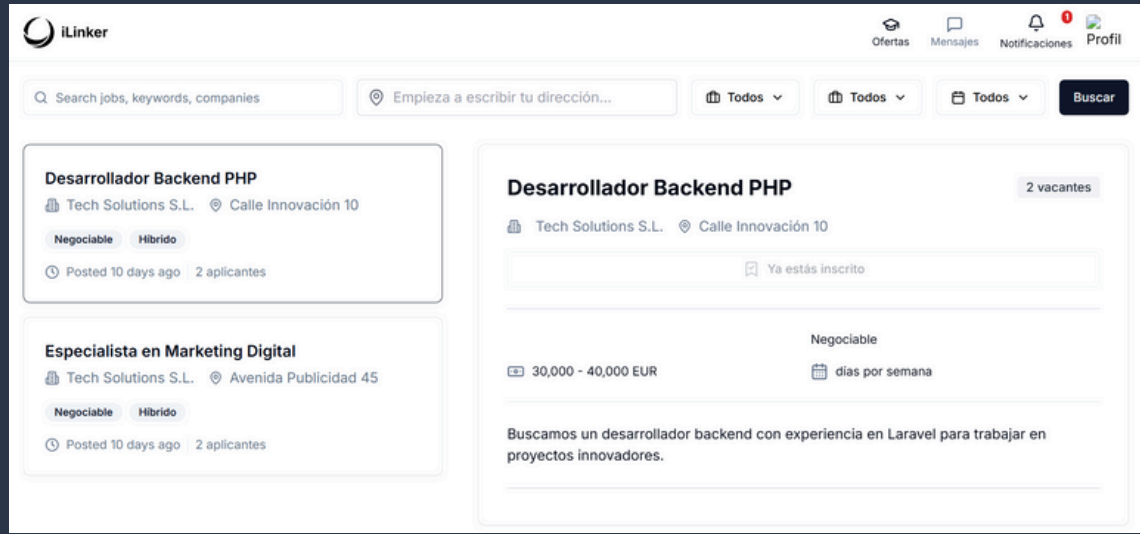 iLinker
Ofertas
Mensajes
1
Notificaciones
Profil
Search jobs, keywords, companies
Empieza a escribir tu dirección...
Todos
Todos
Todos
Buscar
Desarrollador Backend PHP
Tech Solutions S.L. Calle Innovación 10
Negociable Híbrido
Posted 10 days ago 2 aplicantes
Especialista en Marketing Digital
Tech Solutions S.L. Avenida Publicidad 45
Negociable Híbrido
Posted 10 days ago 2 aplicantes
Desarrollador Backend PHP 2 vacantes
Tech Solutions S.L. Calle Innovación 10
Ya estás inscrito
Negociable
30,000 - 40,000 EUR días por semana
Buscamos un desarrollador backend con experiencia en Laravel para trabajar en
proyectos innovadores.